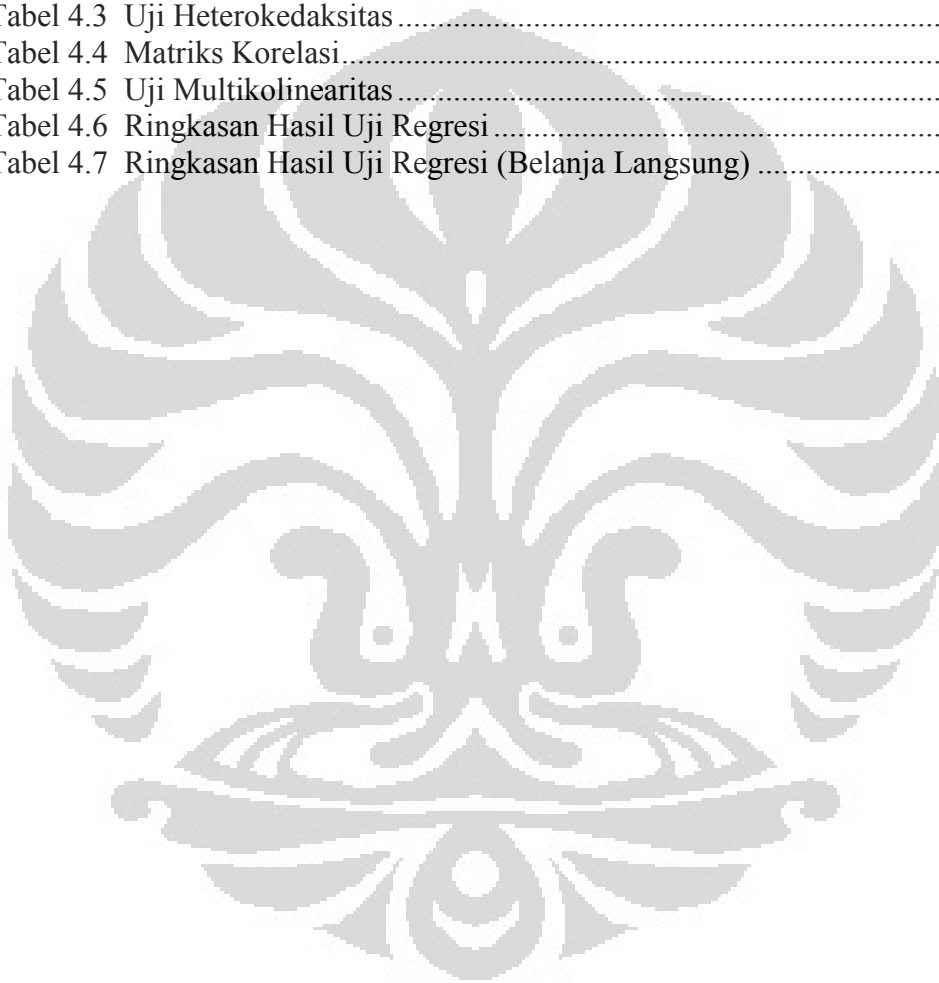 Tabel 4.3 Uji Heterokedaksitas................................................................
Tabel 4.4 Matriks Korelasi................................................................
Tabel 4.5 Uji Multikolinearitas................................................................
Tabel 4.6 Ringkasan Hasil Uji Regresi................................................................
Tabel 4.7 Ringkasan Hasil Uji Regresi (Belanja Langsung) .....................